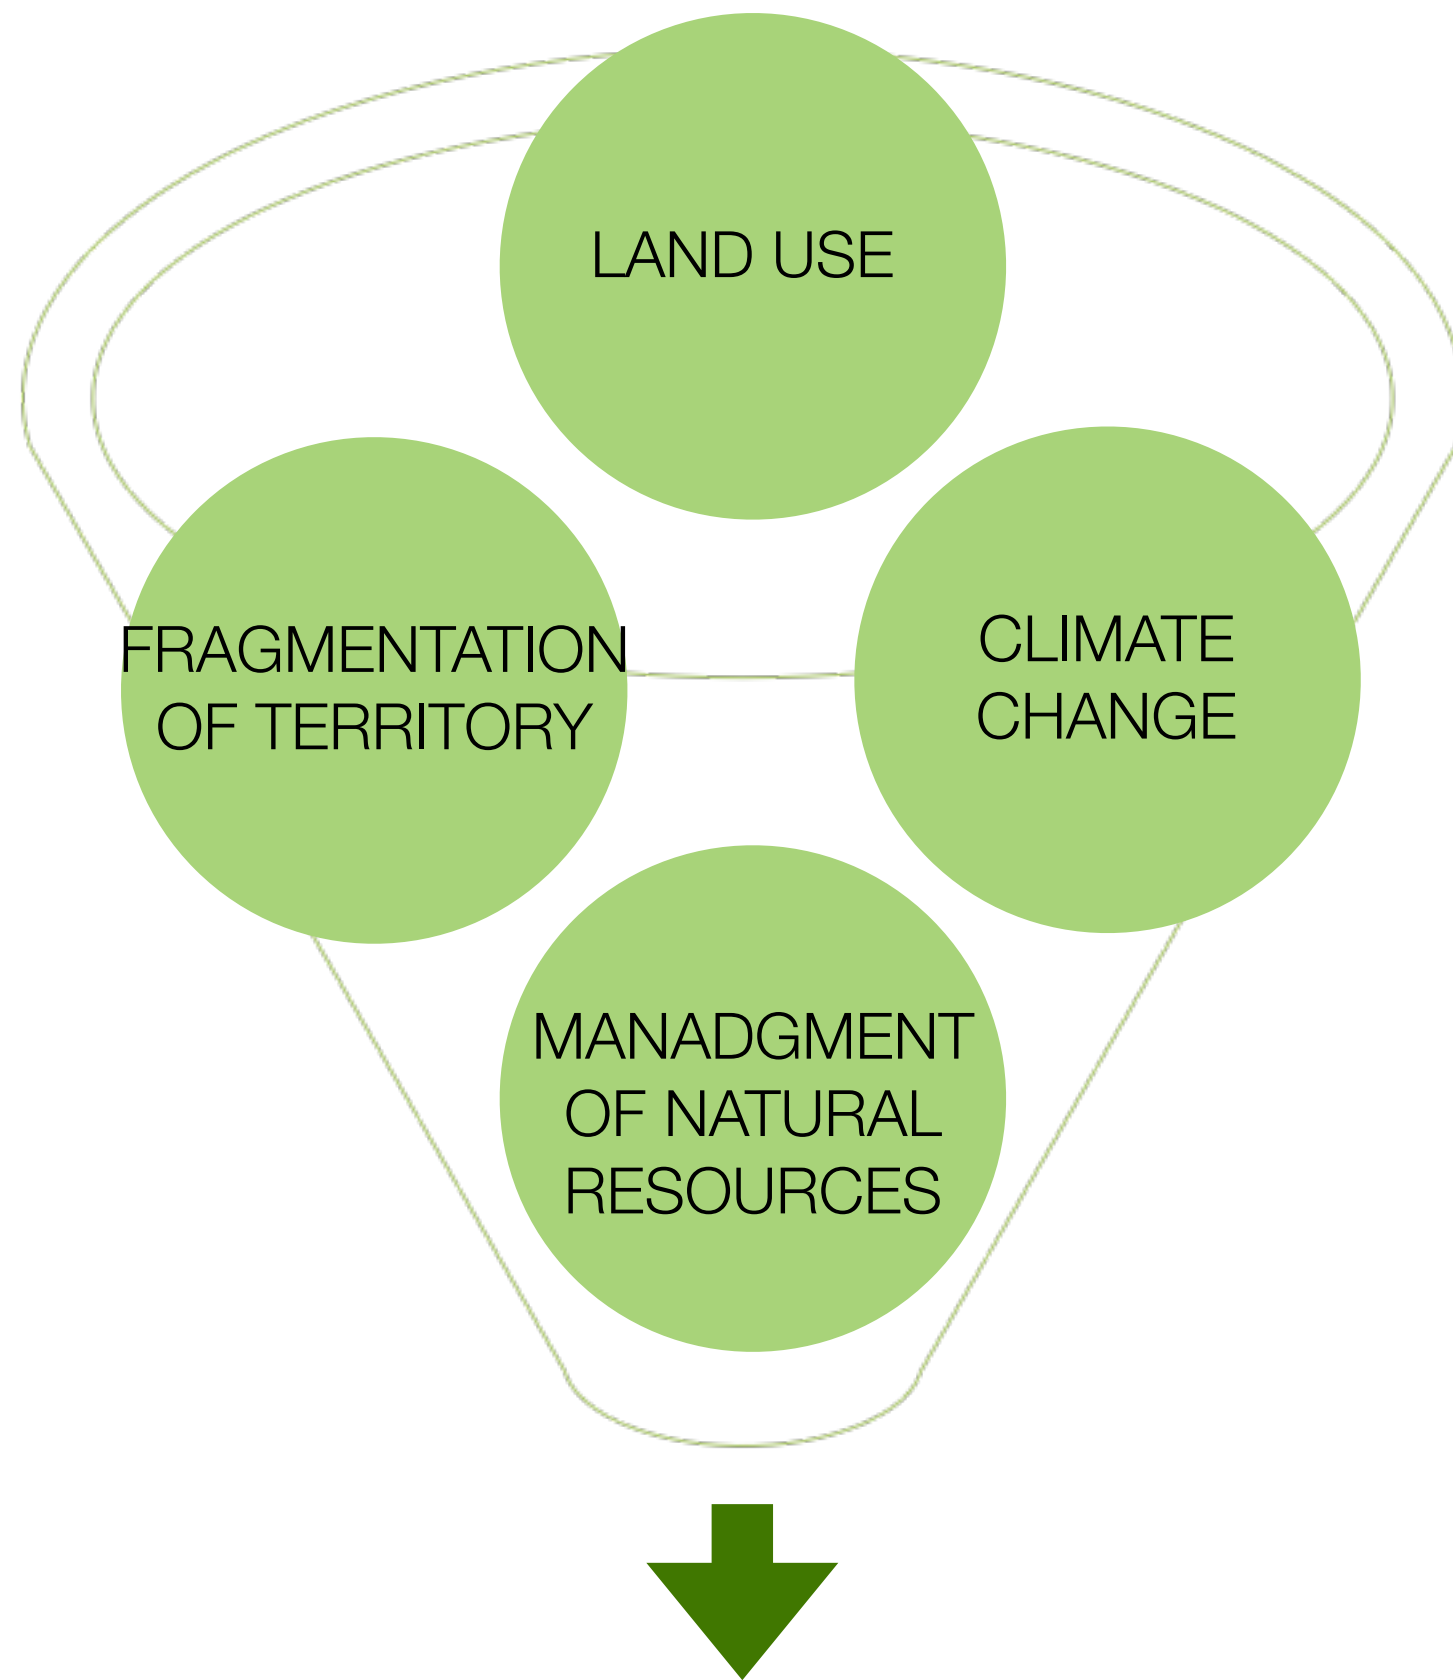 LAND USE
FRAGMENTATION
OF TERRITORY
CLIMATE
CHANGE
MANADGMENT
OF NATURAL
RESOURCES